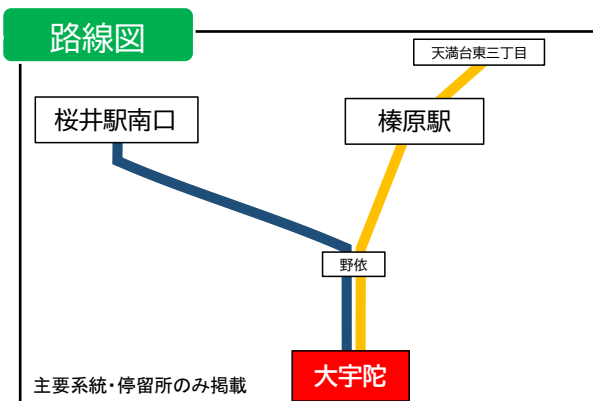 路線図
天満台東三丁目
桜井駅南口
榛原駅
野依
大宇陀
主要系統・停留所のみ掲載